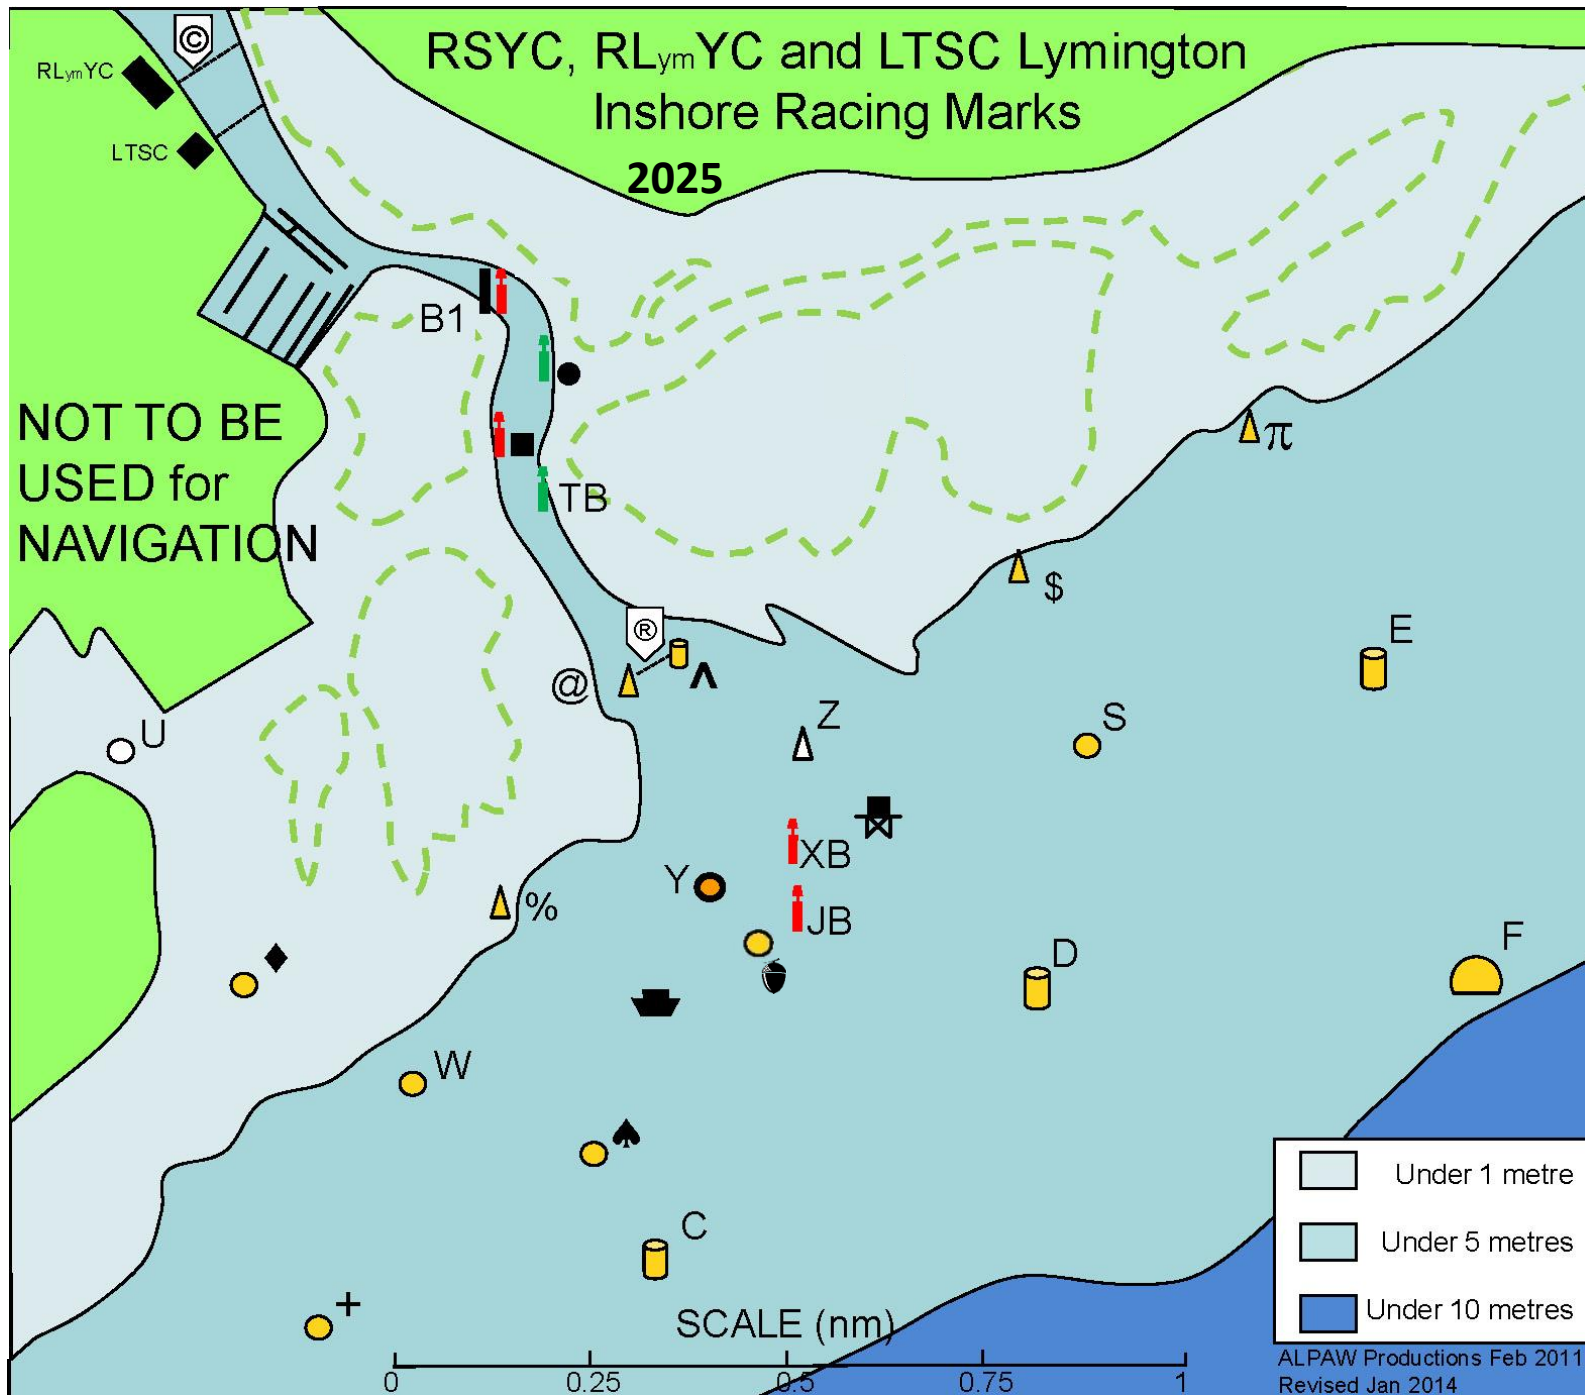 ©
RLymYC
LTSC
RSYC, RLymYC and LTSC Lymington
Inshore Racing Marks
2025
B1
NOT TO BE
USED for
NAVIGATION
TB
π
$
®
@
^
E
U
Z
S
XB
Y
JB
%
D
F
W
C
+
SCALE (nm)
0 0.25 0.5 0.75 1
Under 1 metre
Under 5 metres
Under 10 metres
ALPAW Productions Feb 2011
Revised Jan 2014